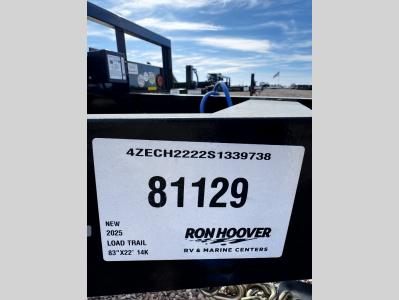 4ZECH2222S1339738
81129
NEW
2025
LOAD TRAIL
83"X22' 14K
RON HOOVER
RV & MARINE CENTERS